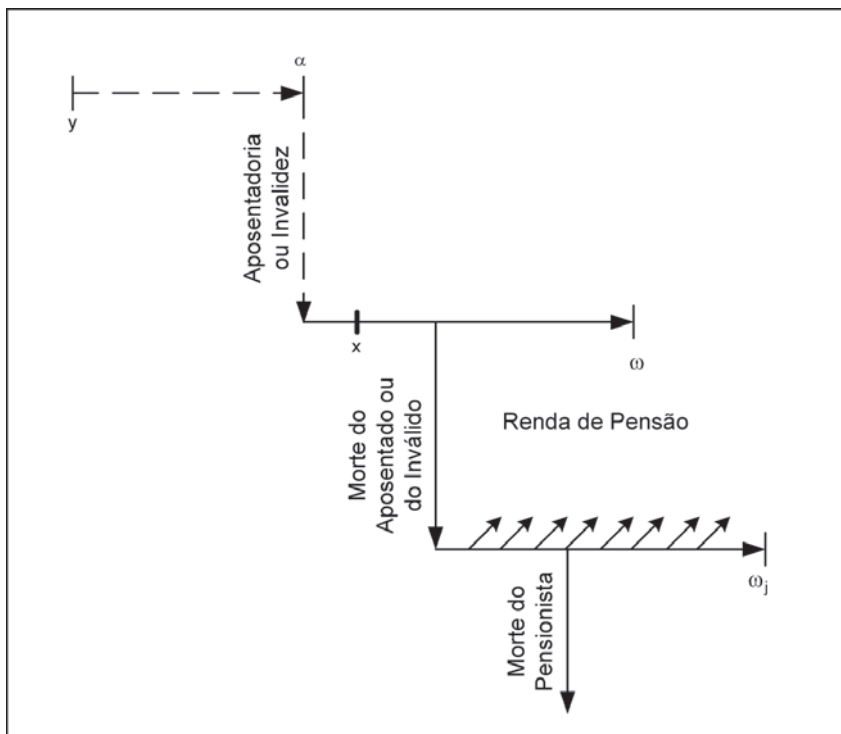 α
y
Aposentadoria
ou Invalidez
x
ω
Morte do
Aposentado ou
do Inválido
Renda de Pensão
ωj
Morte do
Pensionista